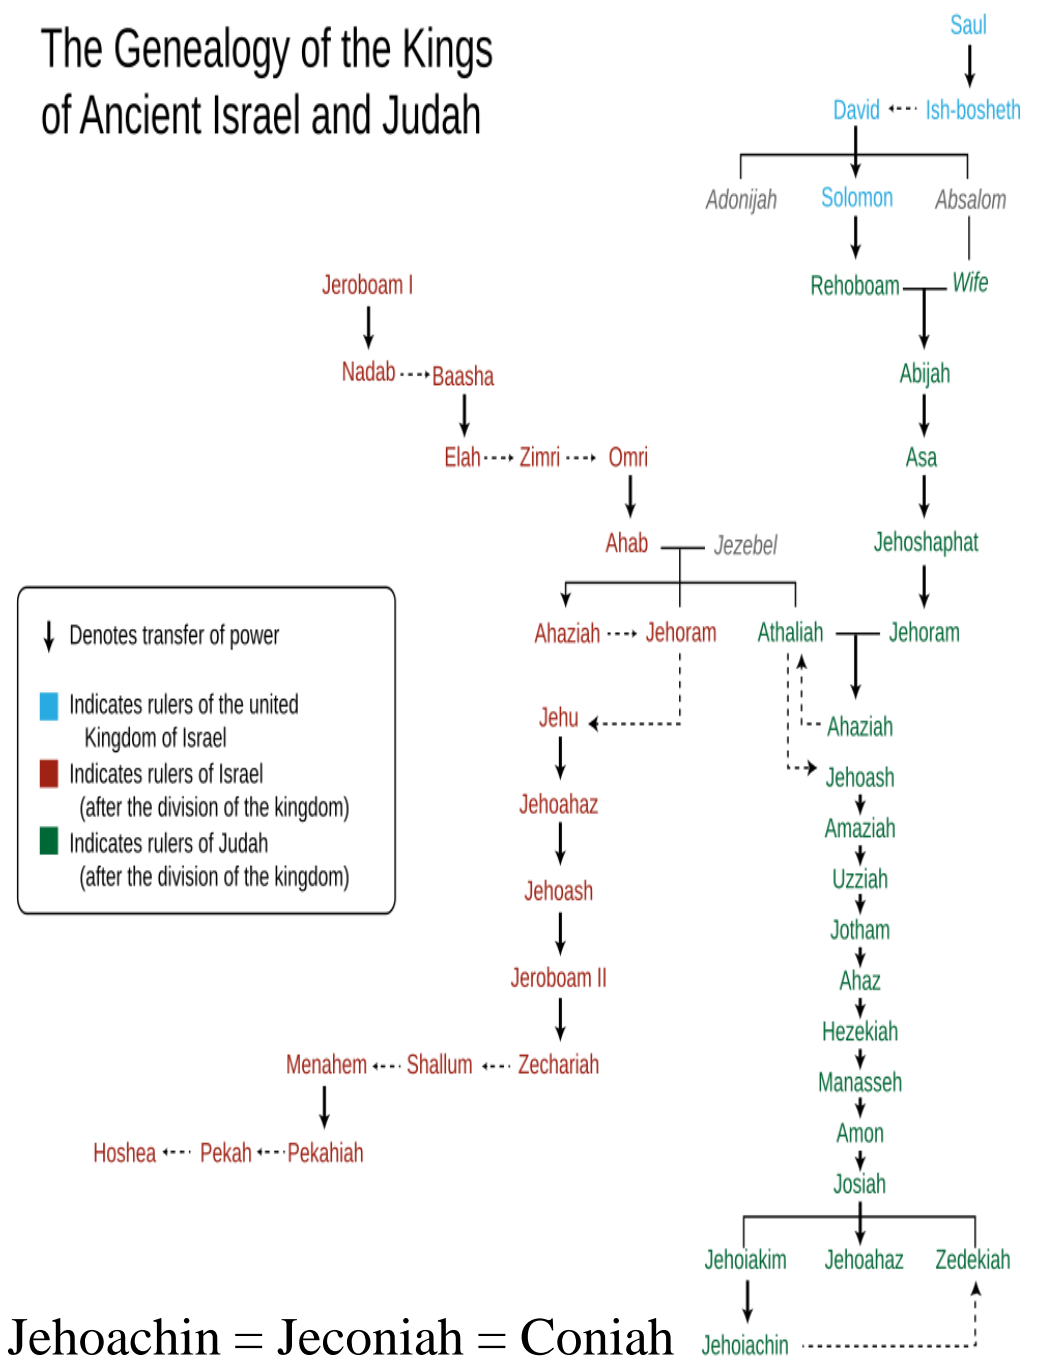 The Genealogy of the Kings
of Ancient Israel and Judah
Saul
David Ish-bosheth
Adonijah Solomon Absalom
Jeroboam I Rehoboam Wife
Nadab Baasha Abijah
Elah Zimri Omri Asa
Ahab Jezebel Jehoshaphat
Ahaziah Jehoram Athaliah Jehoram
Denotes transfer of power
Indicates rulers of the united
Kingdom of Israel
Indicates rulers of Israel
(after the division of the kingdom)
Indicates rulers of Judah
(after the division of the kingdom)
Jehu Ahaziah
Jehoash
Jehoahaz
Amaziah
Uzziah
Jehoash
Jotham
Jeroboam II Ahaz
Hezekiah
Menahem Shallum Zechariah
Manasseh
Amon
Hoshea Pekah Pekahiah
Josiah
Jehoiakim Jehoahaz Zedekiah
Jehoachin = Jeconiah = Coniah Jehoiachin